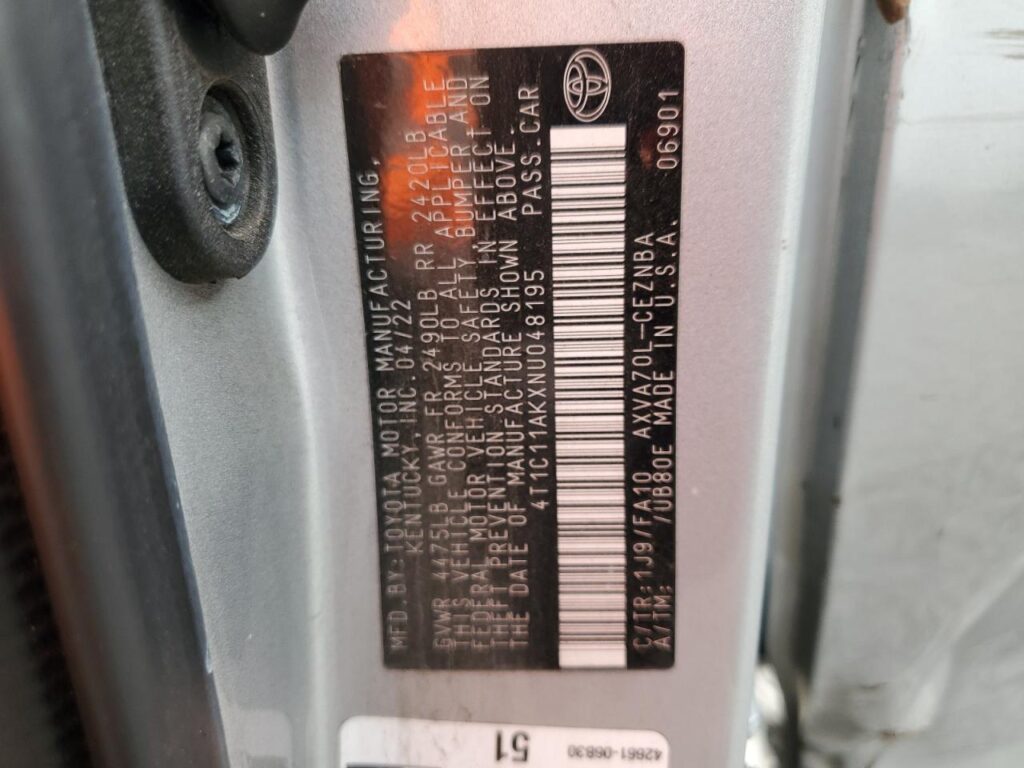 MFD BY:TOYOTA MOTOR MANUFACTURING,
KENTUCKY, INC. 04/22
GVWR 4475LB GAWR FR 2490LB RR 2420LB
THIS VEHICLE CONFORMS TO ALL APPLICABLE
FEDERAL MOTOR VEHICLE SAFETY, BUMPER AND
THEFT PREVENTION STANDARDS IN EFFECT ON
THE DATE OF MANUFACTURE SHOWN ABOVE.
4T1C11AKXNU048195 PASS.CAR
C/TR:1J9/FA10 AXVA70L-CEZNBA 06901
A/TM: /UB80E MADE IN U.S.A.
51
42661-06830